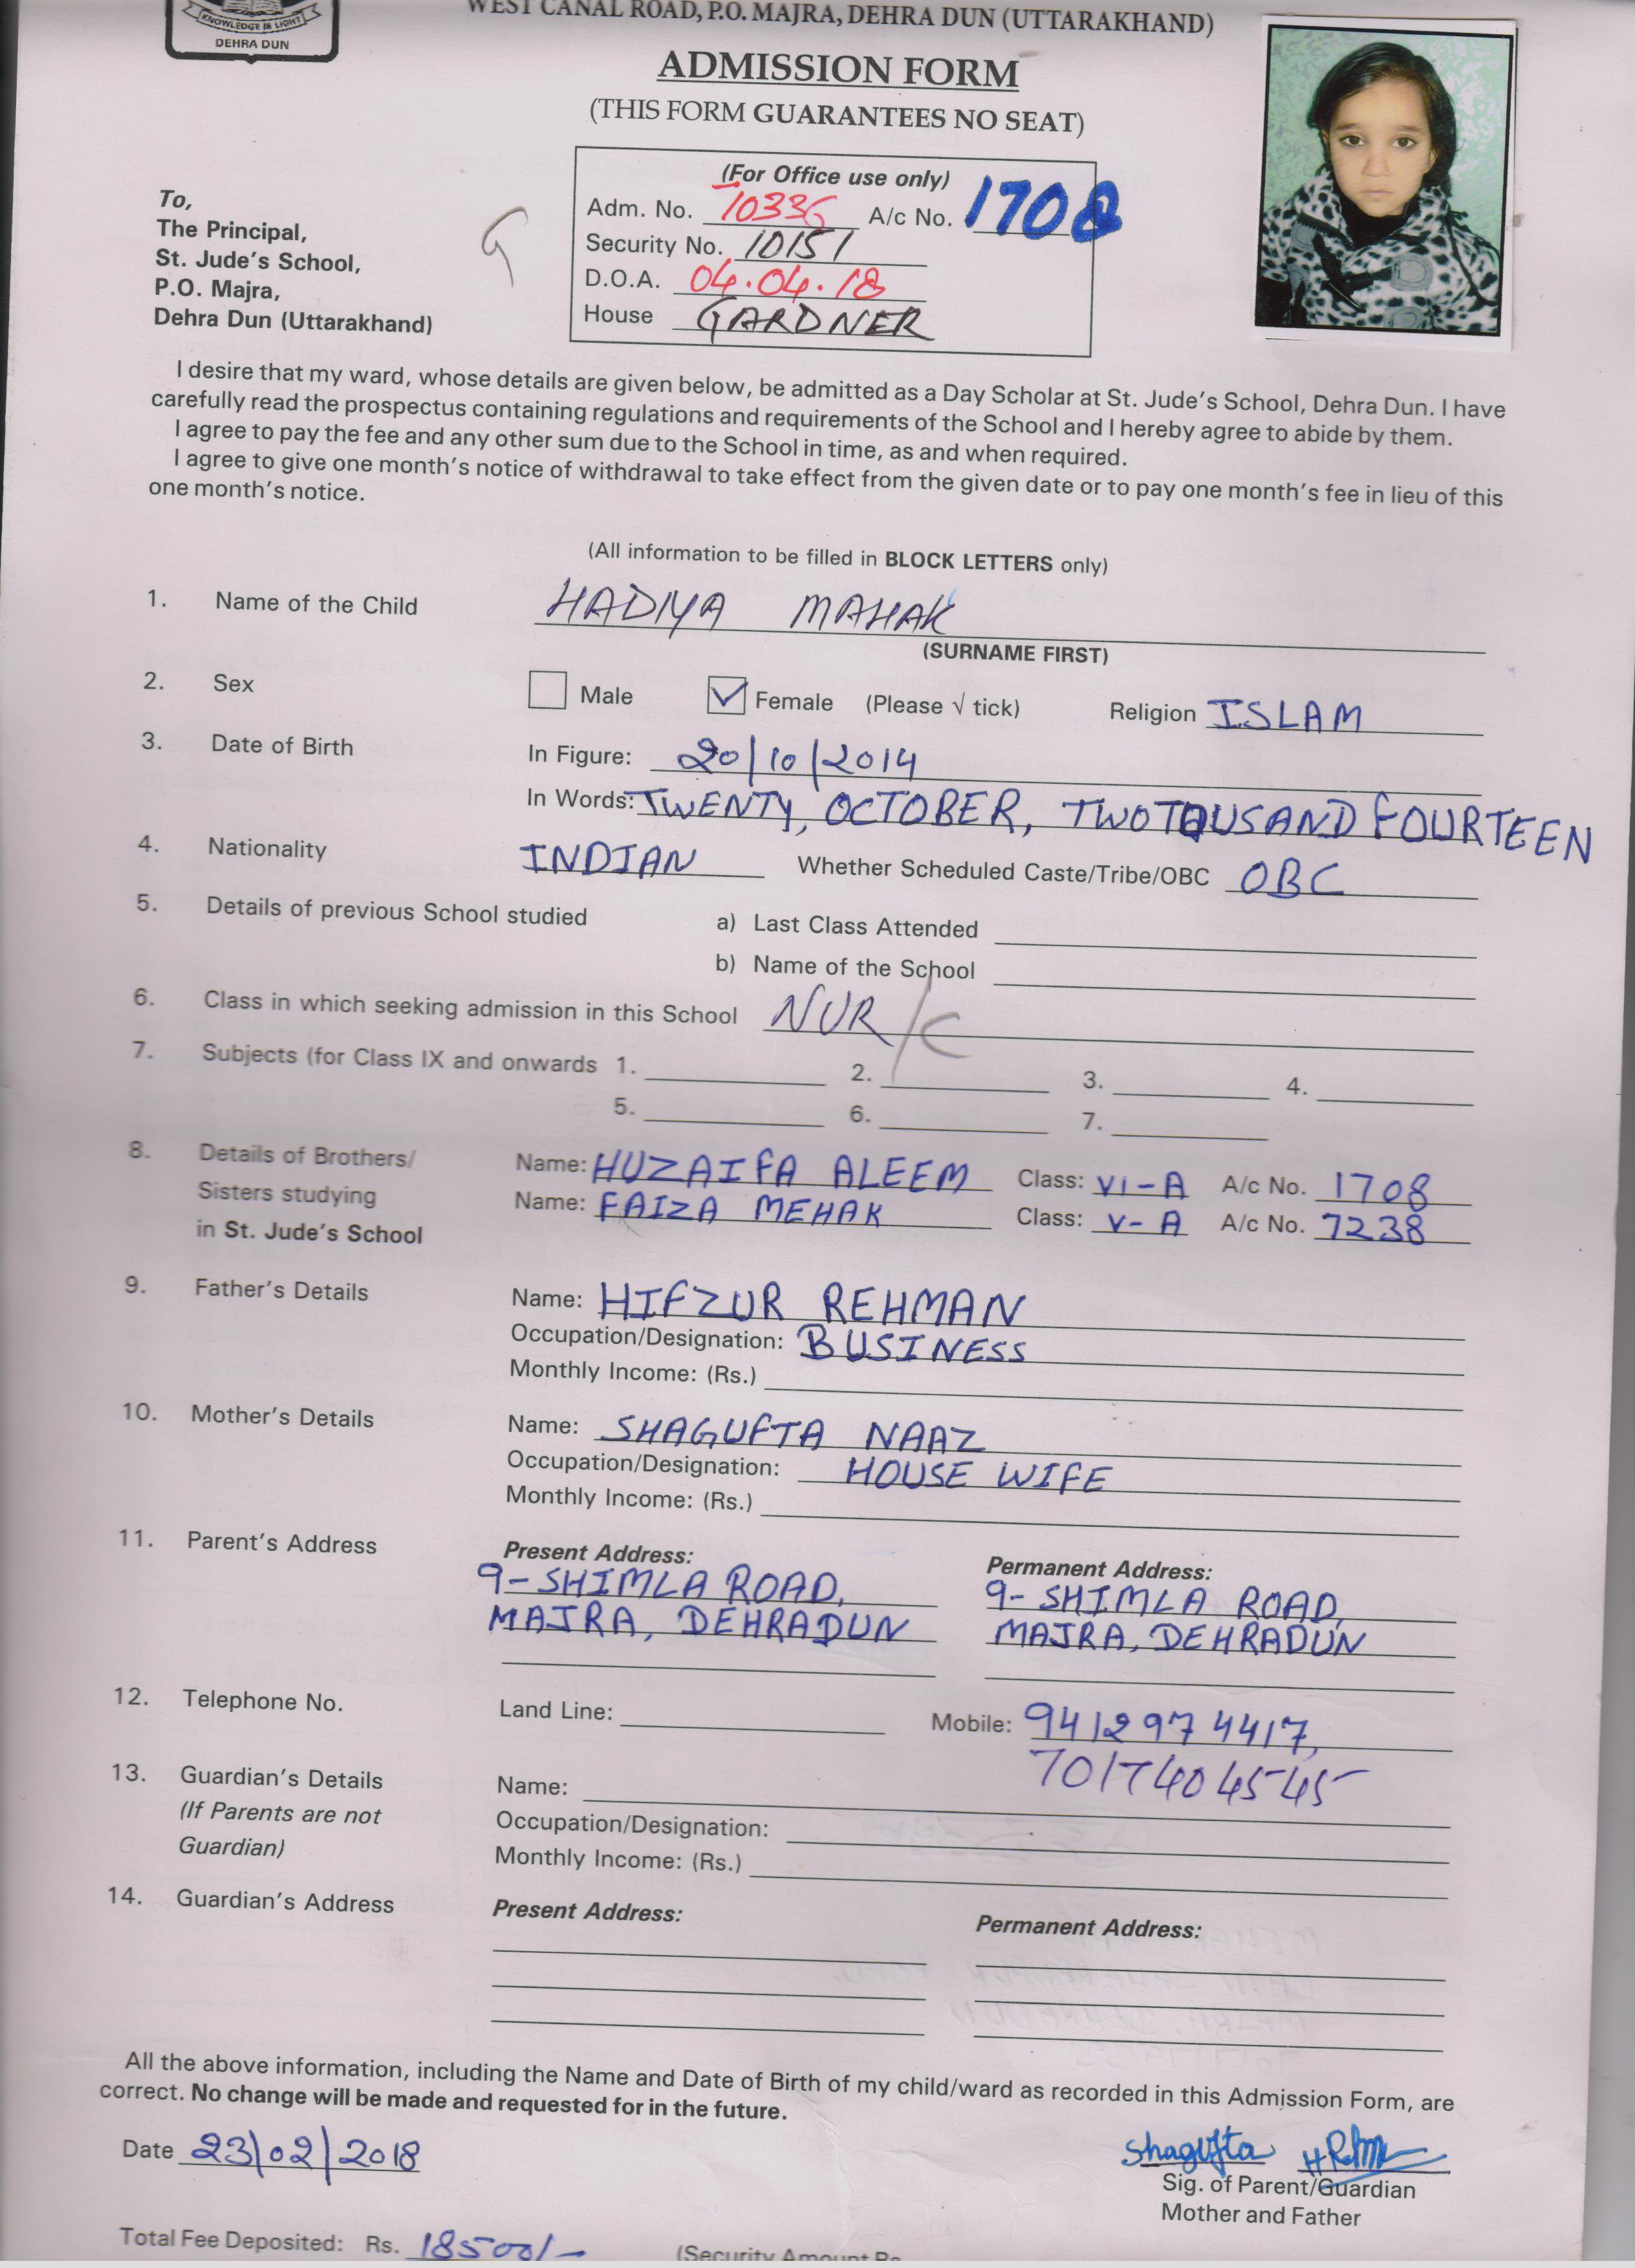 KNOWLEDGE IS LIGHT
DEHRA DUN
WEST CANAL ROAD, P.O. MAJRA, DEHRA DUN (UTTARAKHAND)
ADMISSION FORM
(THIS FORM GUARANTEES NO SEAT)
(For Office use only)
Adm. No. 10336 A/c No. 1708
Security No. 10151
D.O.A. 04.04.18
House GARDNER
To,
The Principal,
St. Jude's School,
P.O. Majra,
Dehra Dun (Uttarakhand)
G
I desire that my ward, whose details are given below, be admitted as a Day Scholar at St. Jude's School, Dehra Dun. I have
carefully read the prospectus containing regulations and requirements of the School and I hereby agree to abide by them.
I agree to pay the fee and any other sum due to the School in time, as and when required.
I agree to give one month's notice of withdrawal to take effect from the given date or to pay one month's fee in lieu of this
one month's notice.
(All information to be filled in BLOCK LETTERS only)
1. Name of the Child HADIYA MAHAK
(SURNAME FIRST)
2. Sex Male Female (Please √ tick) Religion ISLAM
3. Date of Birth In Figure: 20/10/2014
In Words: TWENTY, OCTOBER, TWO TOUSAND FOURTEEN
4. Nationality INDIAN Whether Scheduled Caste/Tribe/OBC OBC
5. Details of previous School studied a) Last Class Attended
b) Name of the School
6. Class in which seeking admission in this School NUR/C
7. Subjects (for Class IX and onwards 1. 2. 3. 4.
5. 6. 7.
8. Details of Brothers/ Name: HUZAIFA ALEEM Class: VI-A A/c No. 1708
Sisters studying Name: FAIZA MEHAK Class: V-A A/c No. 7238
in St. Jude's School
9. Father's Details Name: HIFZUR REHMAN
Occupation/Designation: BUSINESS
Monthly Income: (Rs.)
10. Mother's Details Name: SHAGUFTA NAAZ
Occupation/Designation: HOUSE WIFE
Monthly Income: (Rs.)
11. Parent's Address Present Address: Permanent Address:
9-SHIMLA ROAD, 9-SHIMLA ROAD,
MAJRA, DEHRADUN MAJRA, DEHRADUN
12. Telephone No. Land Line: Mobile: 9412974417,
7017404545
13. Guardian's Details Name:
(If Parents are not Occupation/Designation:
Guardian) Monthly Income: (Rs.)
14. Guardian's Address Present Address: Permanent Address:
All the above information, including the Name and Date of Birth of my child/ward as recorded in this Admission Form, are
correct. No change will be made and requested for in the future.
Date 23/02/2018 Shagufta
Sig. of Parent/Guardian
Mother and Father
Total Fee Deposited: Rs. 18500/- (Security Amount Rs.